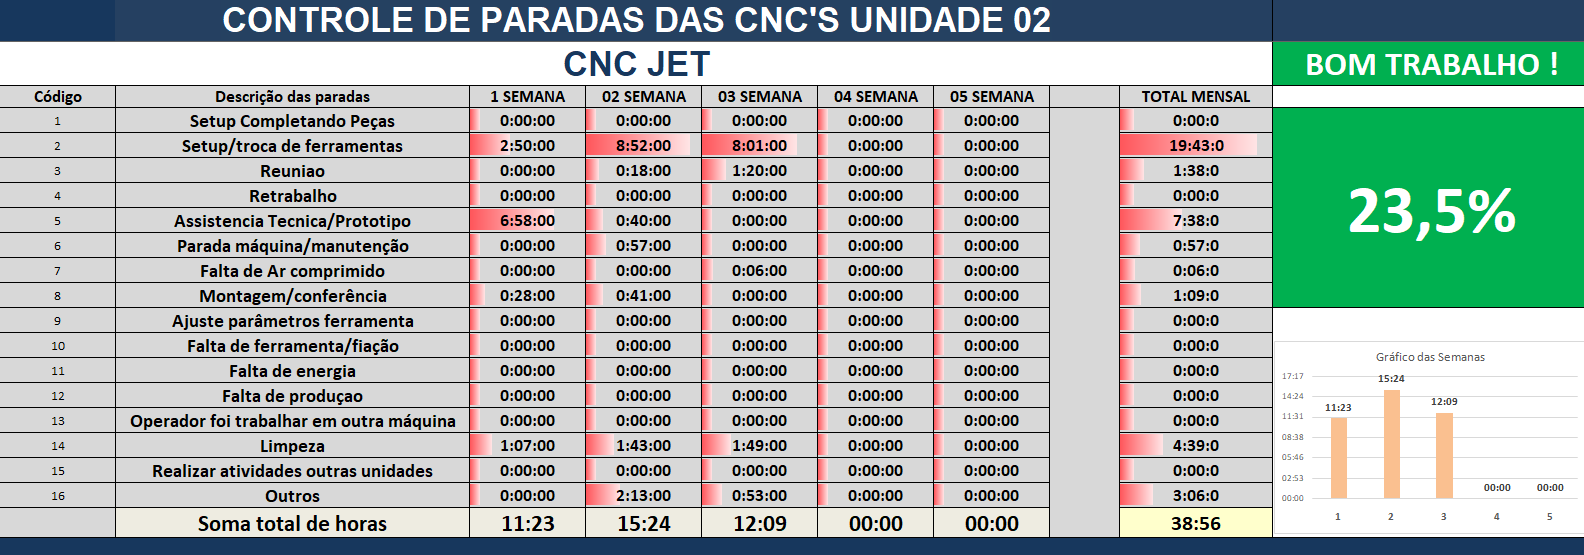 CONTROLE DE PARADAS DAS CNC'S UNIDADE 02
CNC JET
BOM TRABALHO !
Código Descrição das paradas 1 SEMANA 02 SEMANA 03 SEMANA 04 SEMANA 05 SEMANA TOTAL MENSAL
1 Setup Completando Peças 0:00:00 0:00:00 0:00:00 0:00:00 0:00:00 0:00:0
2 Setup/troca de ferramentas 2:50:00 8:52:00 8:01:00 0:00:00 0:00:00 19:43:0
3 Reuniao 0:00:00 0:18:00 1:20:00 0:00:00 0:00:00 1:38:0
4 Retrabalho 0:00:00 0:00:00 0:00:00 0:00:00 0:00:00 0:00:0
5 Assistencia Tecnica/Prototipo 6:58:00 0:40:00 0:00:00 0:00:00 0:00:00 7:38:0
6 Parada máquina/manutenção 0:00:00 0:57:00 0:00:00 0:00:00 0:00:00 0:57:0
7 Falta de Ar comprimido 0:00:00 0:00:00 0:06:00 0:00:00 0:00:00 0:06:0
8 Montagem/conferência 0:28:00 0:41:00 0:00:00 0:00:00 0:00:00 1:09:0
9 Ajuste parâmetros ferramenta 0:00:00 0:00:00 0:00:00 0:00:00 0:00:00 0:00:0
10 Falta de ferramenta/fiação 0:00:00 0:00:00 0:00:00 0:00:00 0:00:00 0:00:0
11 Falta de energia 0:00:00 0:00:00 0:00:00 0:00:00 0:00:00 0:00:0
12 Falta de produçao 0:00:00 0:00:00 0:00:00 0:00:00 0:00:00 0:00:0
13 Operador foi trabalhar em outra máquina 0:00:00 0:00:00 0:00:00 0:00:00 0:00:00 0:00:0
14 Limpeza 1:07:00 1:43:00 1:49:00 0:00:00 0:00:00 4:39:0
15 Realizar atividades outras unidades 0:00:00 0:00:00 0:00:00 0:00:00 0:00:00 0:00:0
16 Outros 0:00:00 2:13:00 0:53:00 0:00:00 0:00:00 3:06:0
Soma total de horas 11:23 15:24 12:09 00:00 00:00 38:56
23,5%
Gráfico das Semanas
17:17
14:24
11:31
08:38
05:46
02:53
00:00
11:23 15:24 12:09 00:00 00:00
1 2 3 4 5